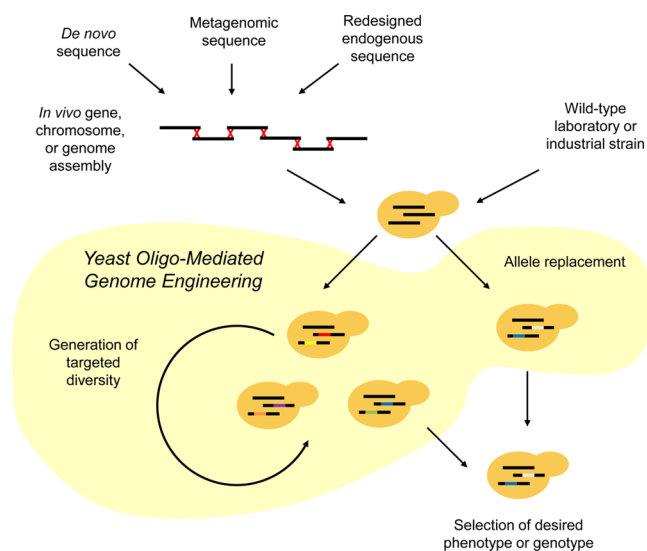 De novo
sequence
Metagenomic
sequence
Redesigned
endogenous
sequence
In vivo gene,
chromosome,
or genome
assembly
Wild-type
laboratory or
industrial strain
Yeast Oligo-Mediated
Genome Engineering
Allele replacement
Generation of
targeted
diversity
Selection of desired
phenotype or genotype